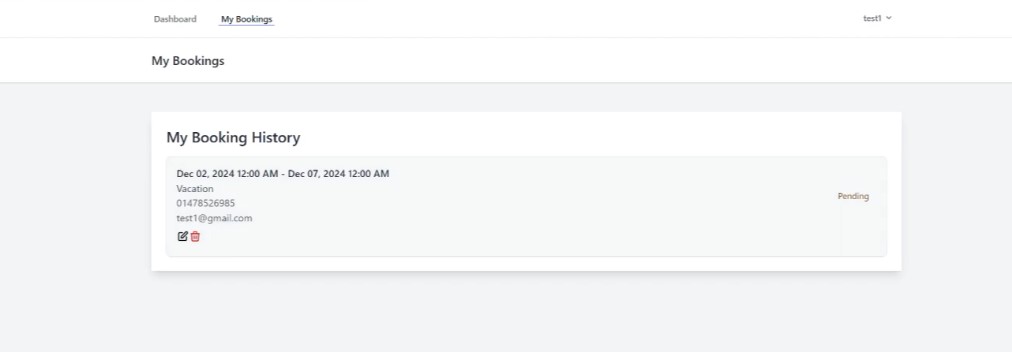 Dashboard My Bookings test1
My Bookings
My Booking History
Dec 02, 2024 12:00 AM - Dec 07, 2024 12:00 AM
Vacation
Pending
01478526985
test1@gmail.com